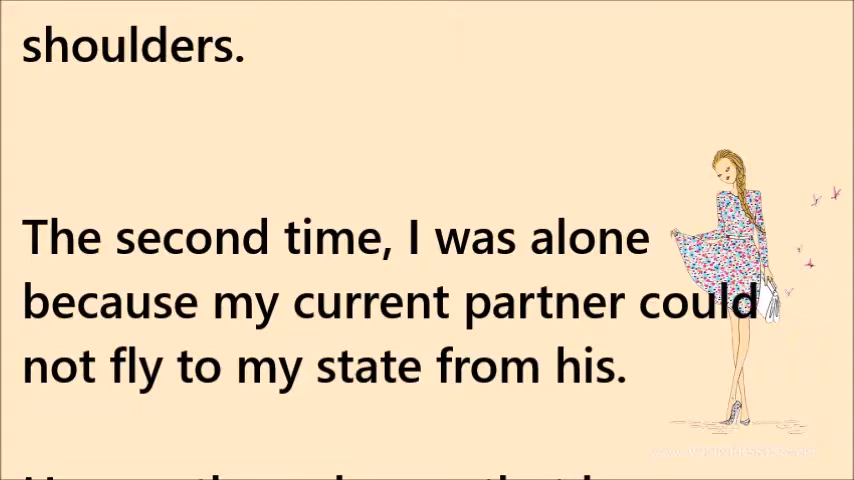 shoulders.
The second time, I was alone
because my current partner could
not fly to my state from his.